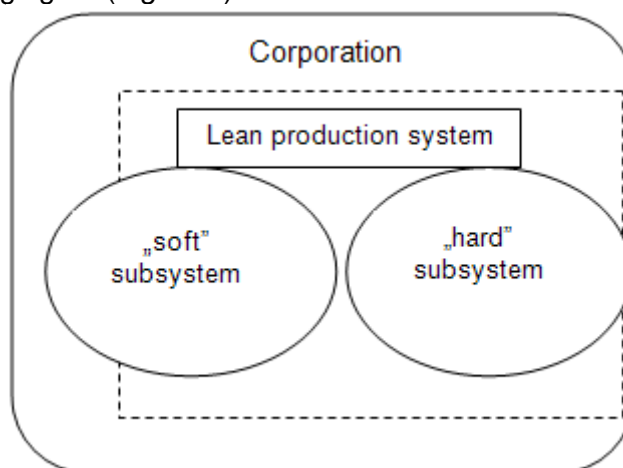 Corporation
Lean production system
„soft” „hard”
subsystem subsystem